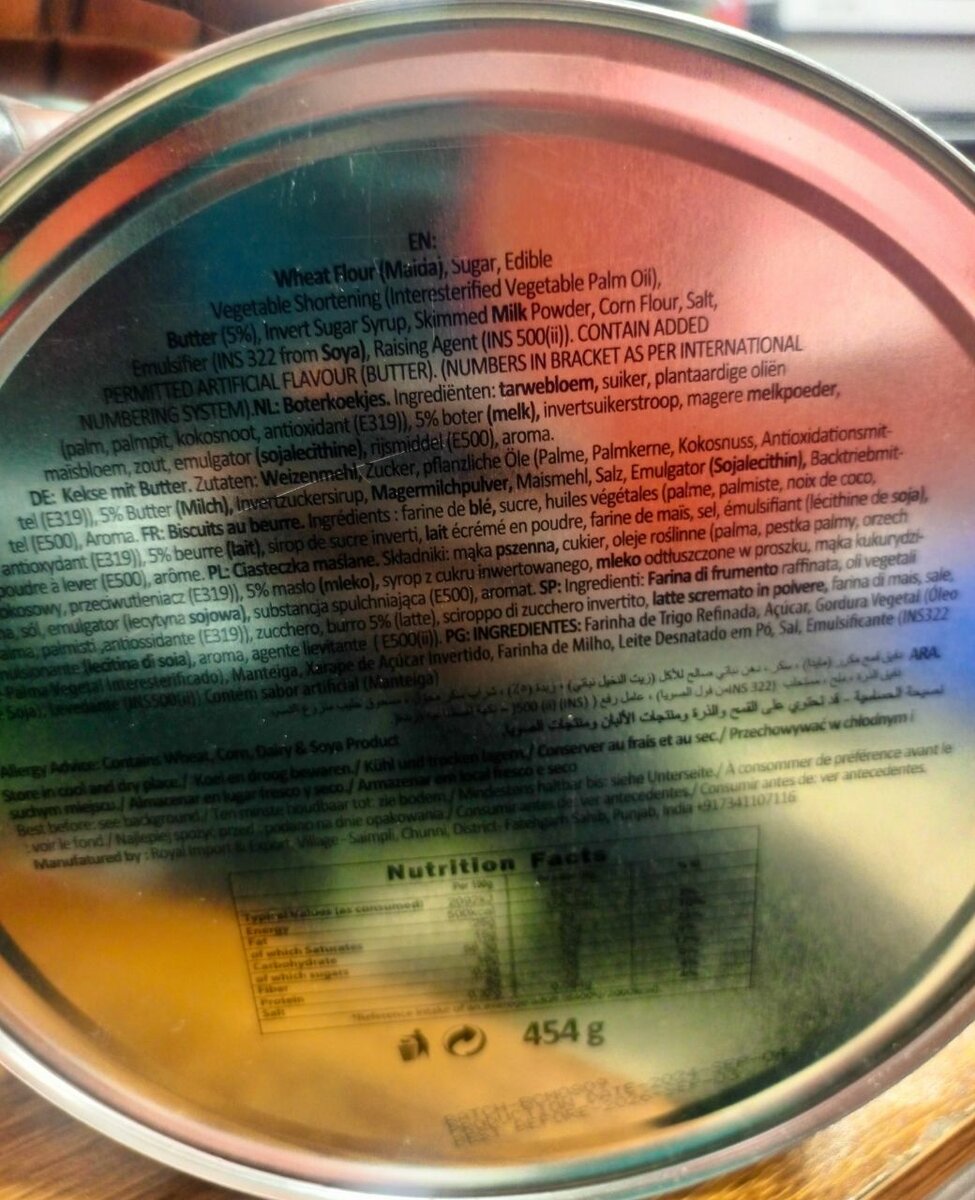 EN:
Wheat Flour (Maida), Sugar, Edible
Vegetable Shortening (Interesterified Vegetable Palm Oil),
Butter (5%), Invert Sugar Syrup, Skimmed Milk Powder, Corn Flour, Salt,
Emulsifier (INS 322 from Soya), Raising Agent (INS 500(ii)). CONTAIN ADDED
PERMITTED ARTIFICIAL FLAVOUR (BUTTER). (NUMBERS IN BRACKET AS PER INTERNATIONAL
NUMBERING SYSTEM).NL: Boterkoekjes. Ingrediënten: tarwebloem, suiker, plantaardige oliën
(palm, palmpit, kokosnoot, antioxidant (E319)), 5% boter (melk), invertsuikerstroop, magere melkpoeder,
maïsbloem, zout, emulgator (sojalecithine), rijsmiddel (E500), aroma.
DE: Kekse mit Butter. Zutaten: Weizenmehl, Zucker, pflanzliche Öle (Palme, Palmkerne, Kokosnuss, Antioxidationsmit-
tel (E319)), 5% Butter (Milch), Invertzuckersirup, Magermilchpulver, Maismehl, Salz, Emulgator (Sojalecithin), Backtriebmit-
tel (E500), Aroma. FR: Biscuits au beurre. Ingrédients : farine de blé, sucre, huiles végétales (palme, palmiste, noix de coco,
antioxydant (E319)), 5% beurre (lait), sirop de sucre inverti, lait écrémé en poudre, farine de maïs, sel, émulsifiant (lécithine de soja),
poudre à lever (E500), arôme. PL: Ciasteczka maślane. Składniki: mąka pszenna, cukier, oleje roślinne (palma, pestka palmy, orzech
kokosowy, przeciwutleniacz (E319)), 5% masło (mleko), syrop z cukru inwertowanego, mleko odtłuszczone w proszku, mąka kukurydzi-
na, sól, emulgator (lecytyna sojowa), substancja spulchniająca (E500), aromat. SP: Ingredienti: Farina di frumento raffinata, oli vegetali
palmisti ,antiossidante (E319)), zucchero, burro 5% (latte), sciroppo di zucchero invertito, latte scremato in polvere, farina di mais, sale,
(lecitina di soia), aroma, agente lievitante ( E500(ii)). PG: INGREDIENTES: Farinha de Trigo Refinada, Açúcar, Gordura Vegetal (Óleo
Palma Vegetal Interesterificado), Manteiga, Xarape de Açúcar Invertido, Farinha de Milho, Leite Desnatado em Pó, Sal, Emulsificante (INS322
Soja), Levedante (INS500(ii)) Contém sabor artificial (Manteiga)
ARA.
Allergy Advice: Contains Wheat, Corn, Dairy & Soya Product
Store in cool and dry place./ Koel en droog bewaren./ Kühl und trocken lagern./ Conserver au frais et au sec./ Przechowywać w chłodnym i
suchym miejscu./ Almacenar en lugar fresco y seco./ Armazenar em local fresco e seco
Best before: see background./ Ten minste houdbaar tot: zie bodem./ Mindestens haltbar bis: siehe Unterseite./ À consommer de préférence avant le
: voir le fond./ Najlepiej spożyć przed : podano na dnie opakowania./ Consumir antes de: ver antecedentes./ Consumir antes de: ver antecedentes.
Manufatured by : Royal Import & Export, Village - Saimpli, Chunni, District: Fatehgarh Sahib, Punjab, India +917341107116
Nutrition Facts
Per 100g
Typical Values (as consumed)
Energy
Fat
of which Saturates
Carbohydrate
of which sugars
Fiber
Protein
Salt
454 g